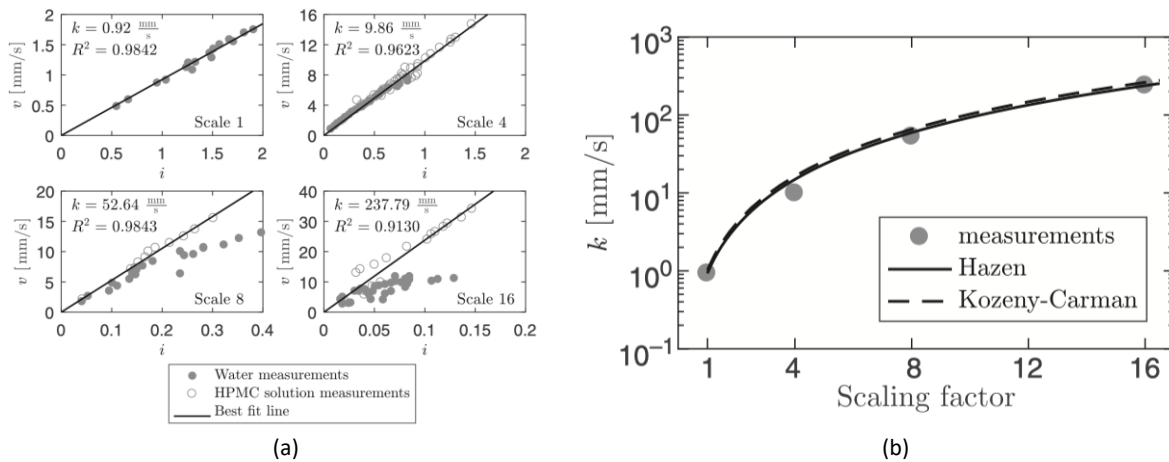 k = 0.92 mm/s
R² = 0.9842
Scale 1
v [mm/s]
0
0.5
1
1.5
2
0
0.5
1
1.5
2
i
k = 9.86 mm/s
R² = 0.9623
Scale 4
v [mm/s]
0
4
8
12
16
0
0.5
1
1.5
2
i
k = 52.64 mm/s
R² = 0.9843
Scale 8
v [mm/s]
0
5
10
15
20
0
0.1
0.2
0.3
0.4
i
k = 237.79 mm/s
R² = 0.9130
Scale 16
v [mm/s]
0
10
20
30
40
0
0.05
0.1
0.15
0.2
i
Water measurements
HPMC solution measurements
Best fit line
(a)
k [mm/s]
10³
10²
10¹
10⁰
10⁻¹
measurements
Hazen
Kozeny-Carman
1
4
8
12
16
Scaling factor
(b)